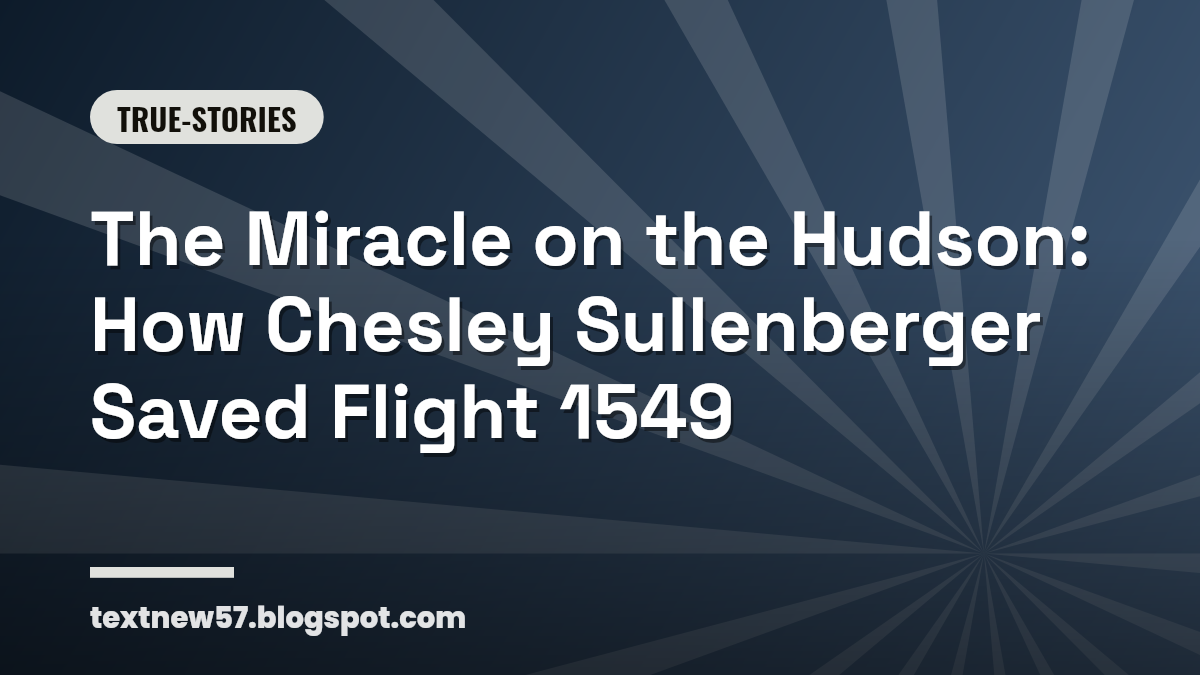 TRUE-STORIES
The Miracle on the Hudson:
How Chesley Sullenberger
Saved Flight 1549
textnew57.blogspot.com